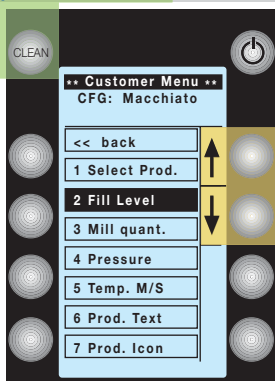 CLEAN
** Customer Menu **
CFG: Macchiato
<< back
1 Select Prod.
2 Fill Level
3 Mill quant.
4 Pressure
5 Temp. M/S
6 Prod. Text
7 Prod. Icon